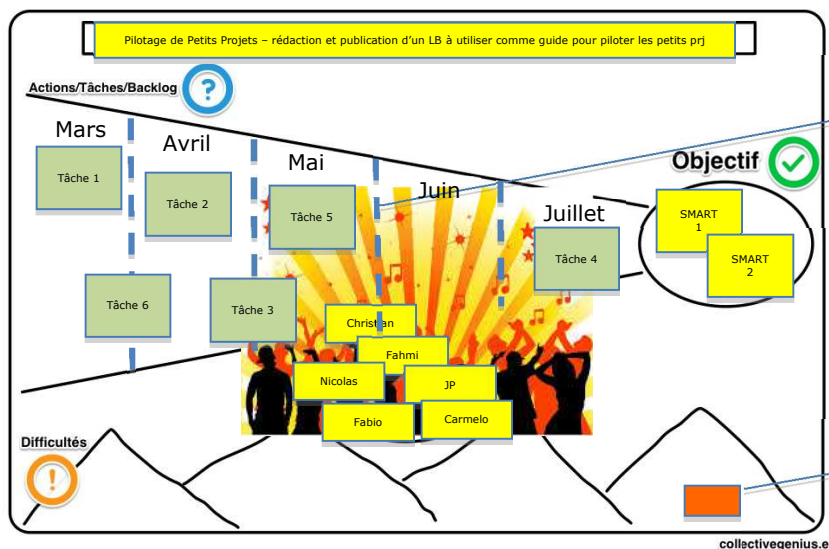 Pilotage de Petits Projets – rédaction et publication d'un LB à utiliser comme guide pour piloter les petits prj
Actions/Tâches/Backlog
?
Mars
Avril
Mai
Juin
Juillet
Objectif
Tâche 1
Tâche 2
Tâche 5
Tâche 4
SMART
1
SMART
2
Tâche 6
Tâche 3
Christian
Fahmi
Nicolas
JP
Fabio
Carmelo
Difficultés
!
collectivegenius.e